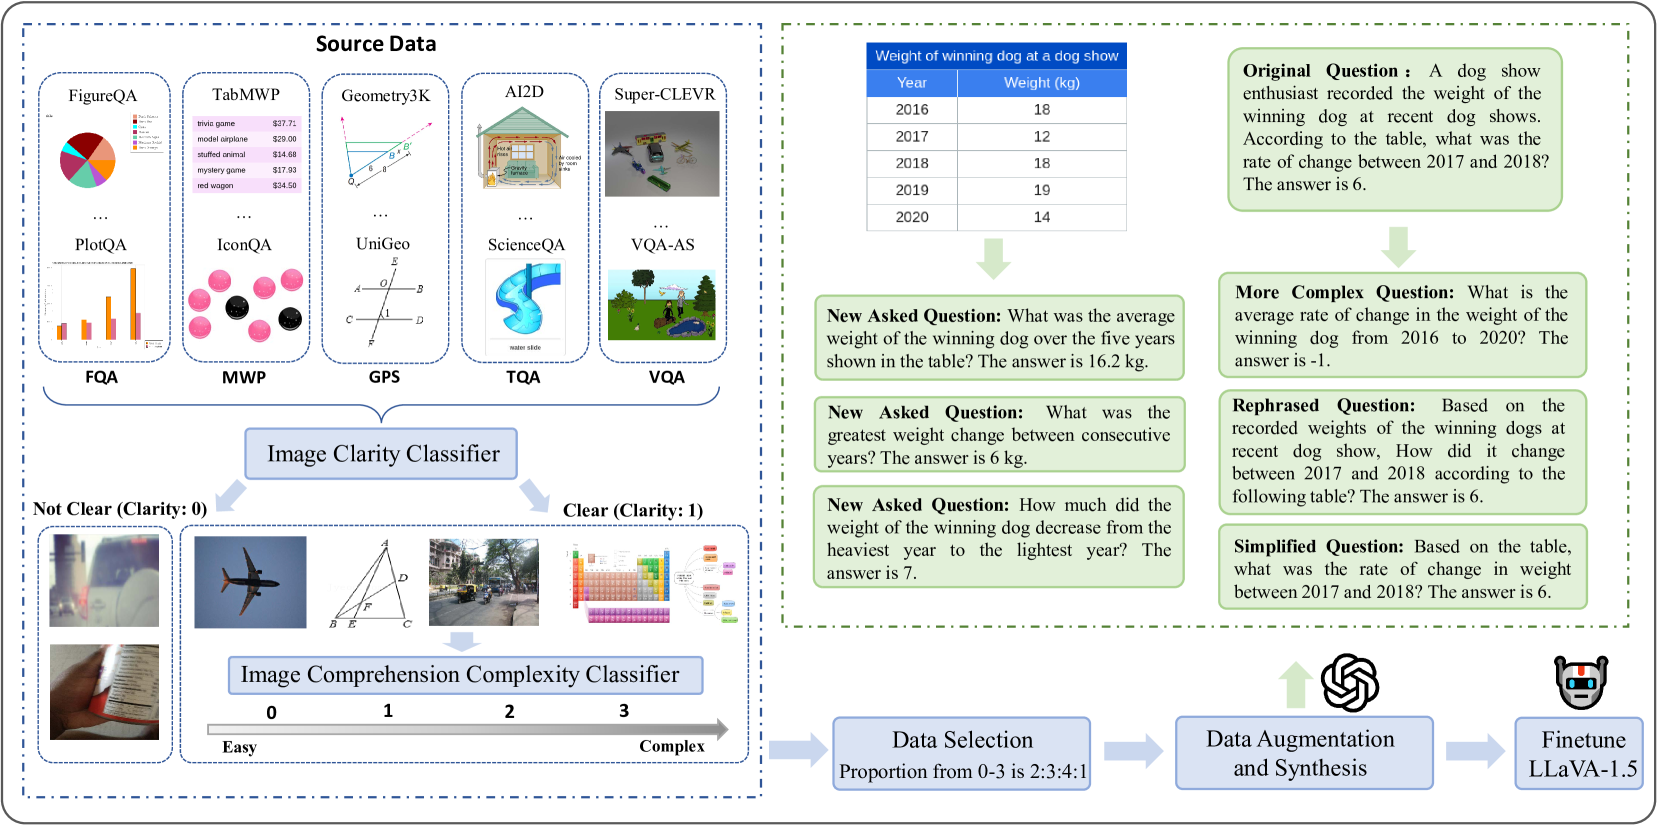 Source Data
FigureQA
TabMWP
trivia game $37.71
model airplane $29.00
stuffed animal $14.68
mystery game $17.93
red wagon $34.50
Geometry3K
B' x B'
6
8
Q
AI2D
Hot air rises
Gravity furnace
Air cooled by room sinks
Super-CLEVR
...
...
...
...
...
PlotQA
IconQA
UniGeo
E
A O B
1
C D
F
ScienceQA
water slide
VQA-AS
FQA
MWP
GPS
TQA
VQA
Image Clarity Classifier
Not Clear (Clarity: 0)
Clear (Clarity: 1)
A
D
F
B E C
Image Comprehension Complexity Classifier
0 1 2 3
Easy Complex
Weight of winning dog at a dog show
Year Weight (kg)
2016 18
2017 12
2018 18
2019 19
2020 14
New Asked Question: What was the average
weight of the winning dog over the five years
shown in the table? The answer is 16.2 kg.
New Asked Question: What was the
greatest weight change between consecutive
years? The answer is 6 kg.
New Asked Question: How much did the
weight of the winning dog decrease from the
heaviest year to the lightest year? The
answer is 7.
Original Question： A dog show
enthusiast recorded the weight of the
winning dog at recent dog shows.
According to the table, what was the
rate of change between 2017 and 2018?
The answer is 6.
More Complex Question: What is the
average rate of change in the weight of the
winning dog from 2016 to 2020? The
answer is -1.
Rephrased Question: Based on the
recorded weights of the winning dogs at
recent dog show, How did it change
between 2017 and 2018 according to the
following table? The answer is 6.
Simplified Question: Based on the table,
what was the rate of change in weight
between 2017 and 2018? The answer is 6.
Data Selection
Proportion from 0-3 is 2:3:4:1
Data Augmentation
and Synthesis
Finetune
LLaVA-1.5